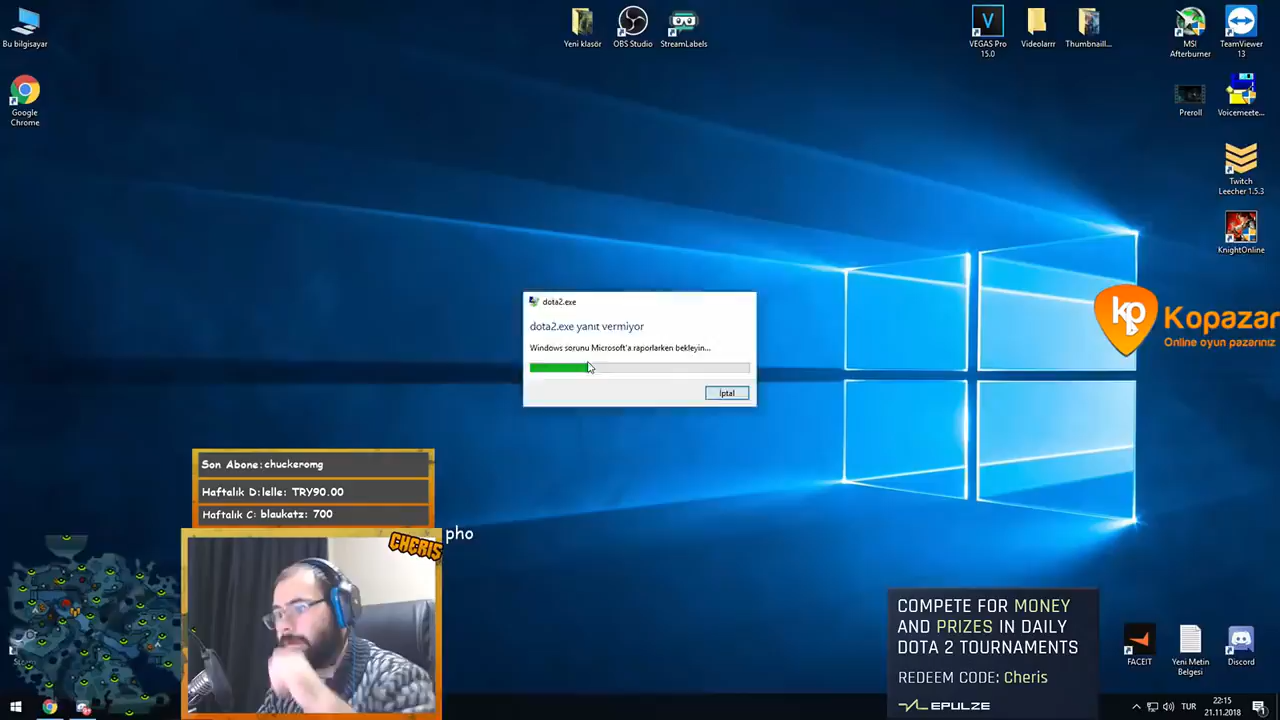 Bu bilgisayar
Google
Chrome
Yeni klasör
OBS Studio
StreamLabels
VEGAS Pro
15.0
Videolarrr
Thumbnaill...
MSI
Afterburner
TeamViewer
13
Preroll
Voicemeete...
Twitch
Leecher 1.5.3
KnightOnline
kp
Kopazar
Online oyun pazarınız
dota2.exe
dota2.exe yanıt vermiyor
Windows sorunu Microsoft'a raporlarken bekleyin...
İptal
Son Abone:chuckeromg
Haftalık D:lelle: TRY90.00
Haftalık C: blaukatz: 700
pho
CHERIS
COMPETE FOR MONEY
AND PRIZES IN DAILY
DOTA 2 TOURNAMENTS
REDEEM CODE: Cheris
EPULZE
FACEIT
Yeni Metin
Belgesi
Discord
TUR
22:15
21.11.2018